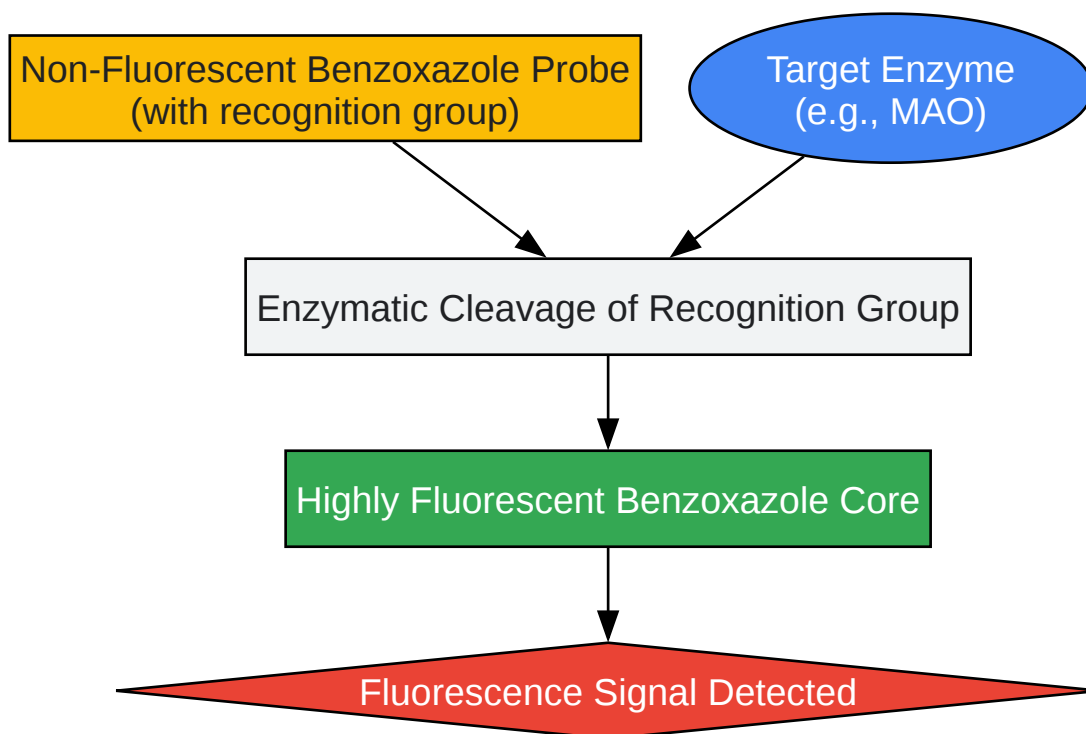 Non-Fluorescent Benzoxazole Probe
(with recognition group)
Target Enzyme
(e.g., MAO)
Enzymatic Cleavage of Recognition Group
Highly Fluorescent Benzoxazole Core
Fluorescence Signal Detected